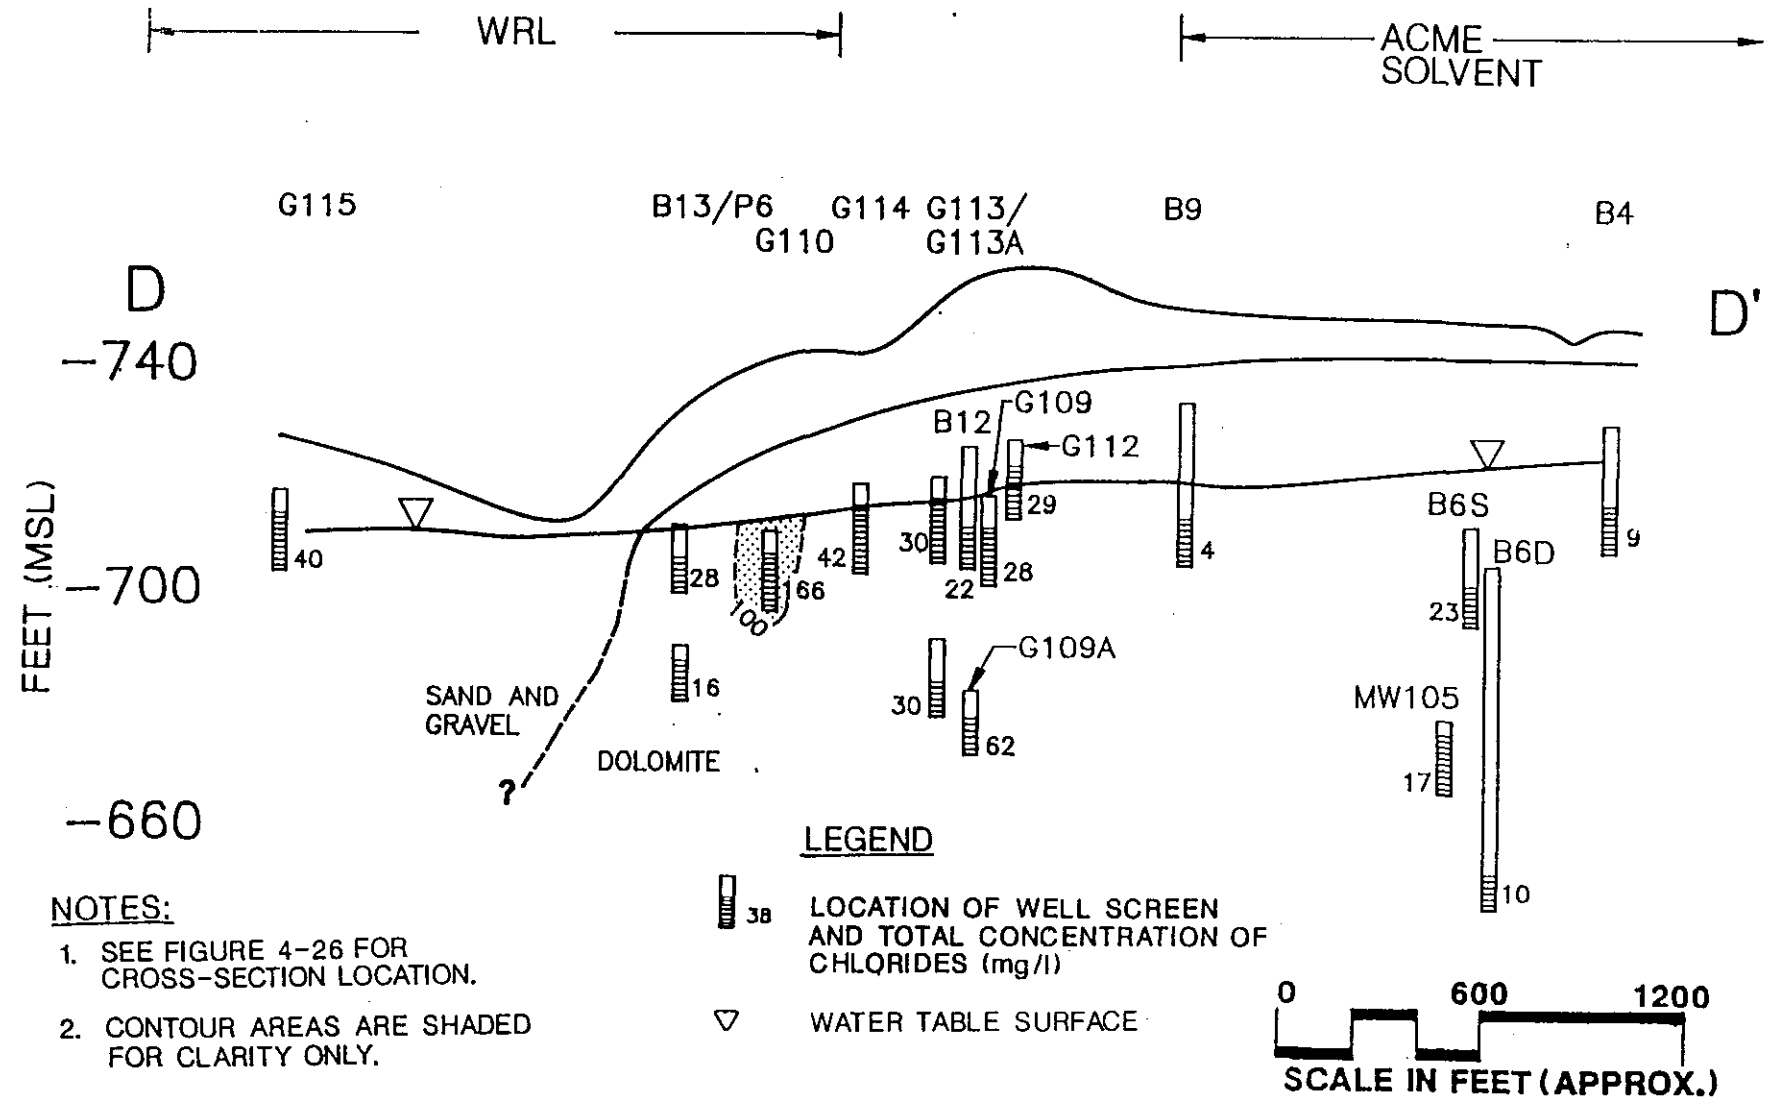 WRL
ACME
SOLVENT
G115
B13/P6
G110
G114
G113/
G113A
B9
B4
D
D'
-740
-700
-660
FEET (MSL)
B12
G109
G112
B6S
B6D
G109A
MW105
40
28
66
100
42
30
22
28
29
4
23
9
16
30
62
17
10
SAND AND
GRAVEL
DOLOMITE
?
LEGEND
38
LOCATION OF WELL SCREEN
AND TOTAL CONCENTRATION OF
CHLORIDES (mg/l)
WATER TABLE SURFACE
NOTES:
1. SEE FIGURE 4-26 FOR
CROSS-SECTION LOCATION.
2. CONTOUR AREAS ARE SHADED
FOR CLARITY ONLY.
0 600 1200
SCALE IN FEET (APPROX.)